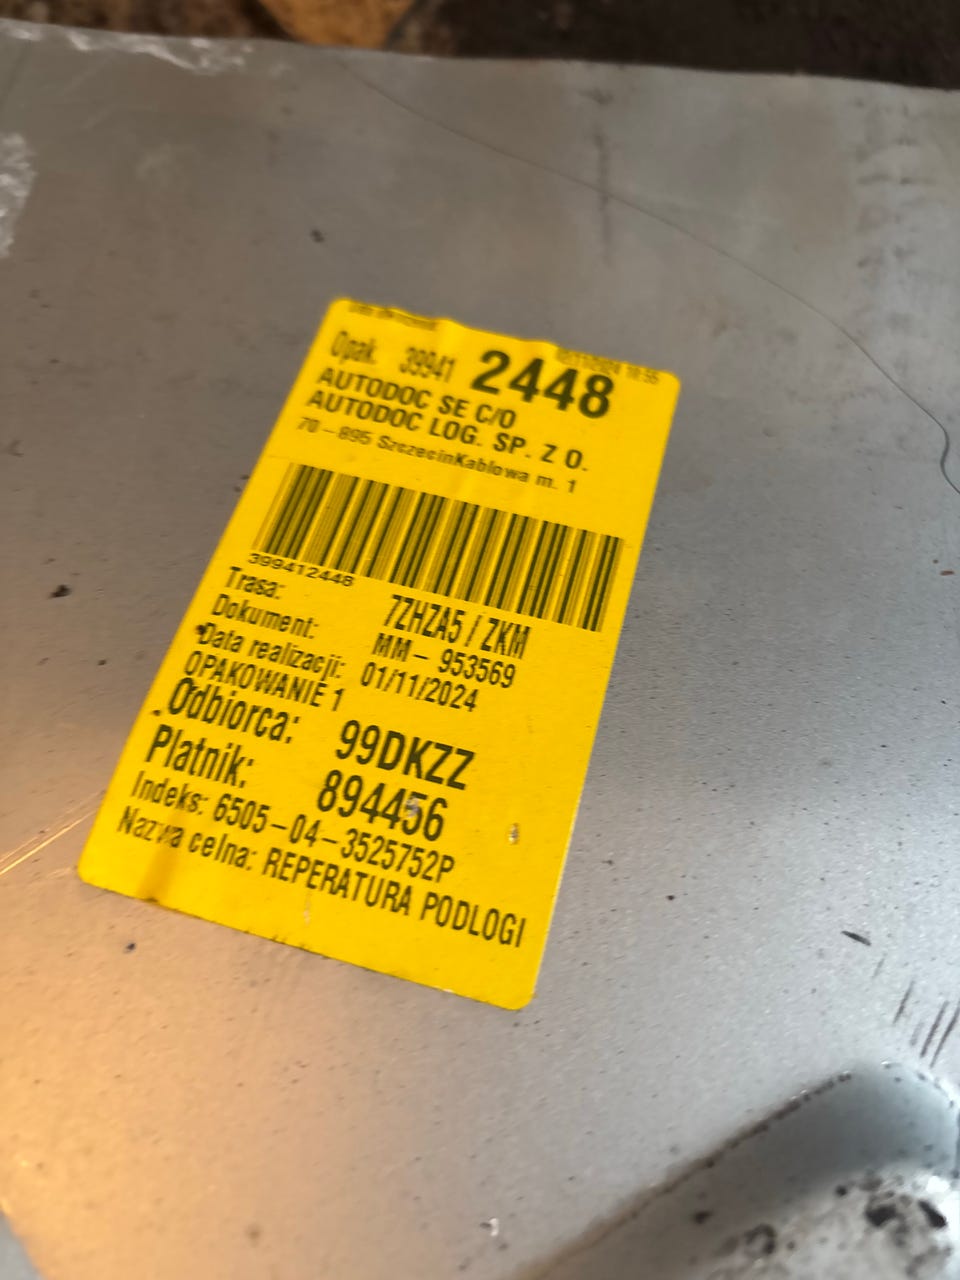 Opak. 39941 2448
AUTODOC SE C/O
AUTODOC LOG. SP. Z O.
70-895 SzczecinKablowa m. 1
399412448
Trasa: 7ZHZA5 / ZKM
Dokument: MM- 953569
Data realizacji: 01/11/2024
OPAKOWANIE 1
Odbiorca: 99DKZZ
Platnik: 894456
Indeks: 6505-04-3525752P
Nazwa celna: REPERATURA PODLOGI